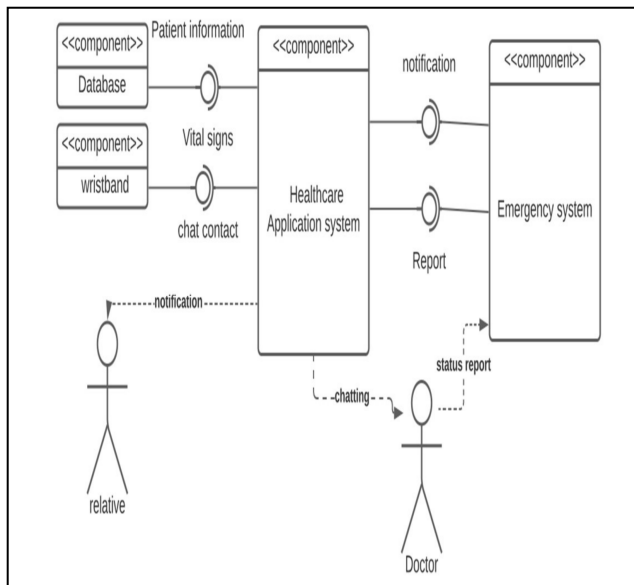 <<component>>
Database
Patient information
<<component>>
wristband
Vital signs
chat contact
<<component>>
Healthcare
Application system
notification
Report
<<component>>
Emergency system
notification
relative
chatting
status report
Doctor